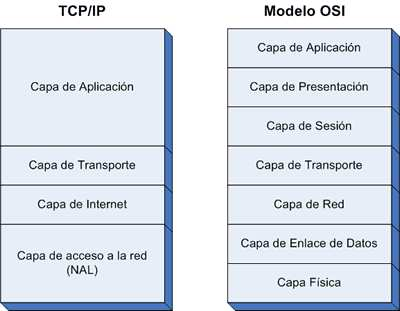 TCP/IP
Capa de Aplicación
Capa de Transporte
Capa de Internet
Capa de acceso a la red
(NAL)
Modelo OSI
Capa de Aplicación
Capa de Presentación
Capa de Sesión
Capa de Transporte
Capa de Red
Capa de Enlace de Datos
Capa Física